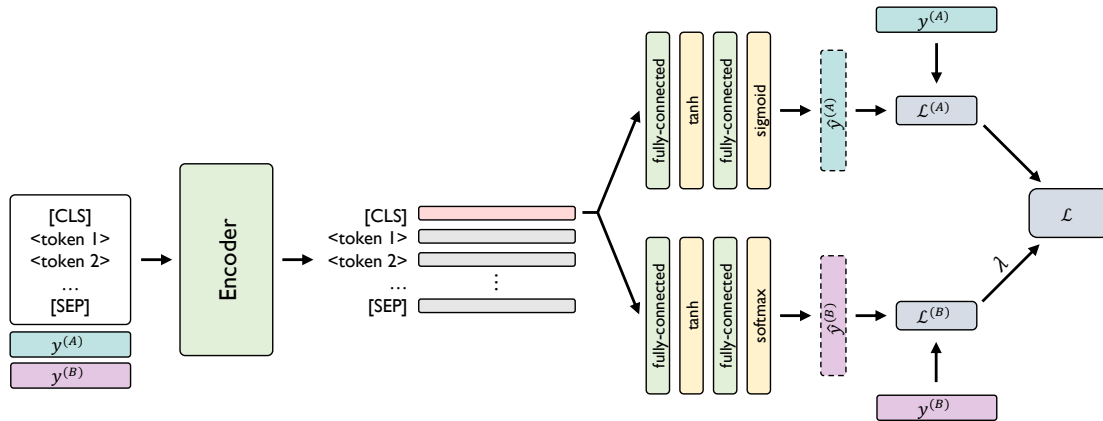 [CLS]
<token 1>
<token 2>
...
[SEP]
y^(A)
y^(B)
Encoder
[CLS]
<token 1>
<token 2>
...
[SEP]
⋮
fully-connected
tanh
fully-connected
sigmoid
ŷ^(A)
y^(A)
ℒ^(A)
fully-connected
tanh
fully-connected
softmax
ŷ^(B)
ℒ^(B)
y^(B)
λ
ℒ